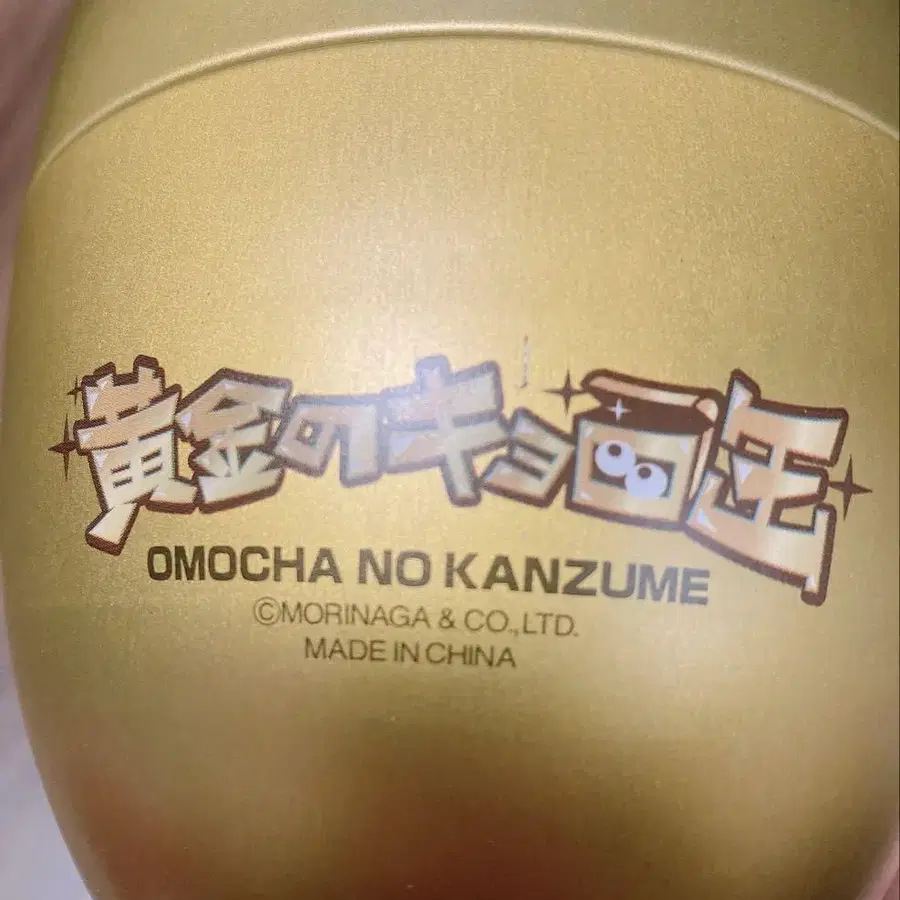 黄金のキョロ缶
OMOCHA NO KANZUME
©MORINAGA & CO.,LTD.
MADE IN CHINA